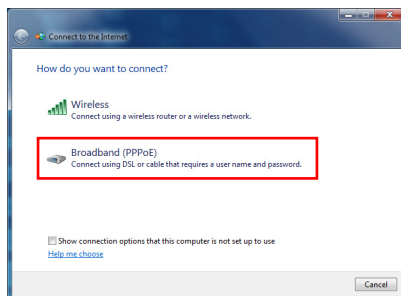 Connect to the Internet
How do you want to connect?
Wireless
Connect using a wireless router or a wireless network.
Broadband (PPPoE)
Connect using DSL or cable that requires a user name and password.
Show connection options that this computer is not set up to use
Help me choose
Cancel